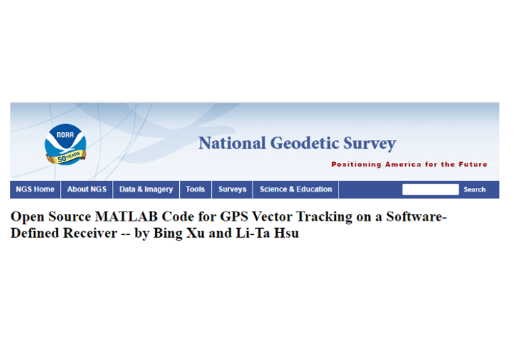 NOAA
50 YEARS
National Geodetic Survey
Positioning America for the Future
NGS Home About NGS Data & Imagery Tools Surveys Science & Education Search
Open Source MATLAB Code for GPS Vector Tracking on a Software-
Defined Receiver -- by Bing Xu and Li-Ta Hsu